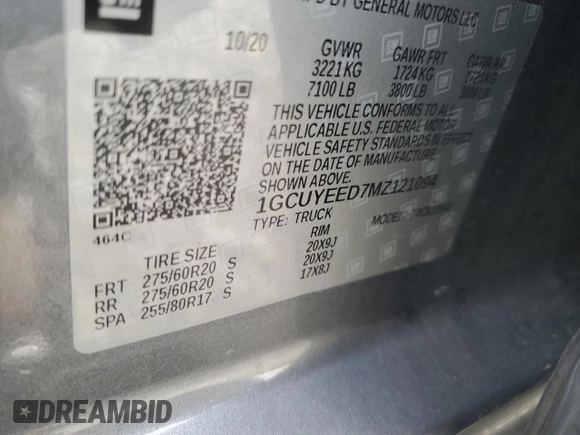 GM
BY GENERAL MOTORS LLC
10/20
GVWR GAWR FRT GAWR RR
3221 KG 1724 KG
7100 LB 3800 LB
THIS VEHICLE CONFORMS TO ALL
APPLICABLE U.S. FEDERAL MOTOR
VEHICLE SAFETY STANDARDS IN EFFECT
ON THE DATE OF MANUFACTURE
SHOWN ABOVE.
1GCUYEED7MZ121094
TYPE: TRUCK MODEL:
464C
TIRE SIZE RIM
FRT 275/60R20 S 20X9J
RR 275/60R20 S 20X9J
SPA 255/80R17 S 17X8J
DREAMBID